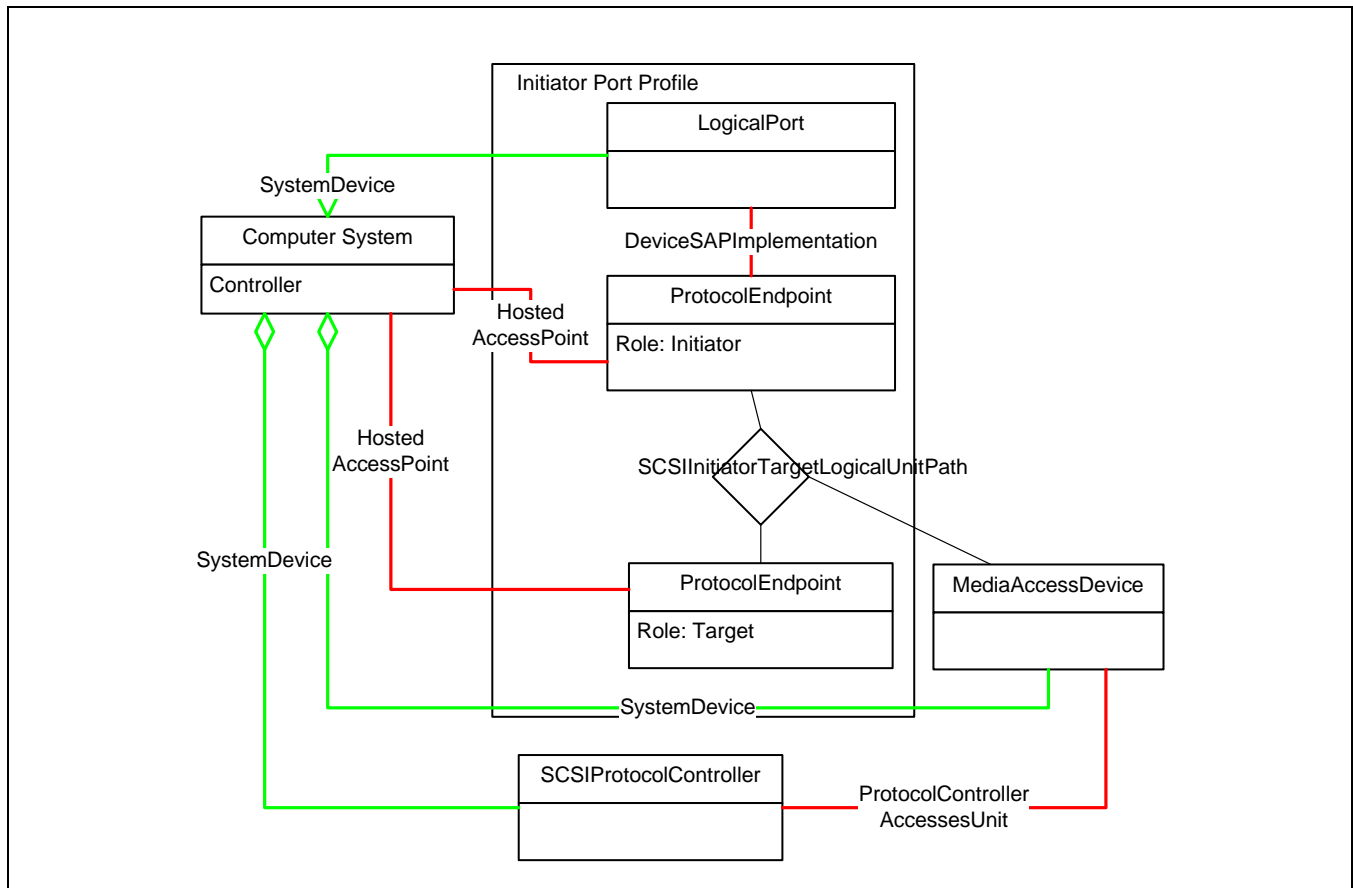 Initiator Port Profile
LogicalPort
SystemDevice
Computer System
Controller
DeviceSAPImplementation
ProtocolEndpoint
Role: Initiator
Hosted
AccessPoint
Hosted
AccessPoint
SCSIInitiatorTargetLogicalUnitPath
SystemDevice
ProtocolEndpoint
Role: Target
MediaAccessDevice
SystemDevice
SCSIProtocolController
ProtocolController
AccessesUnit